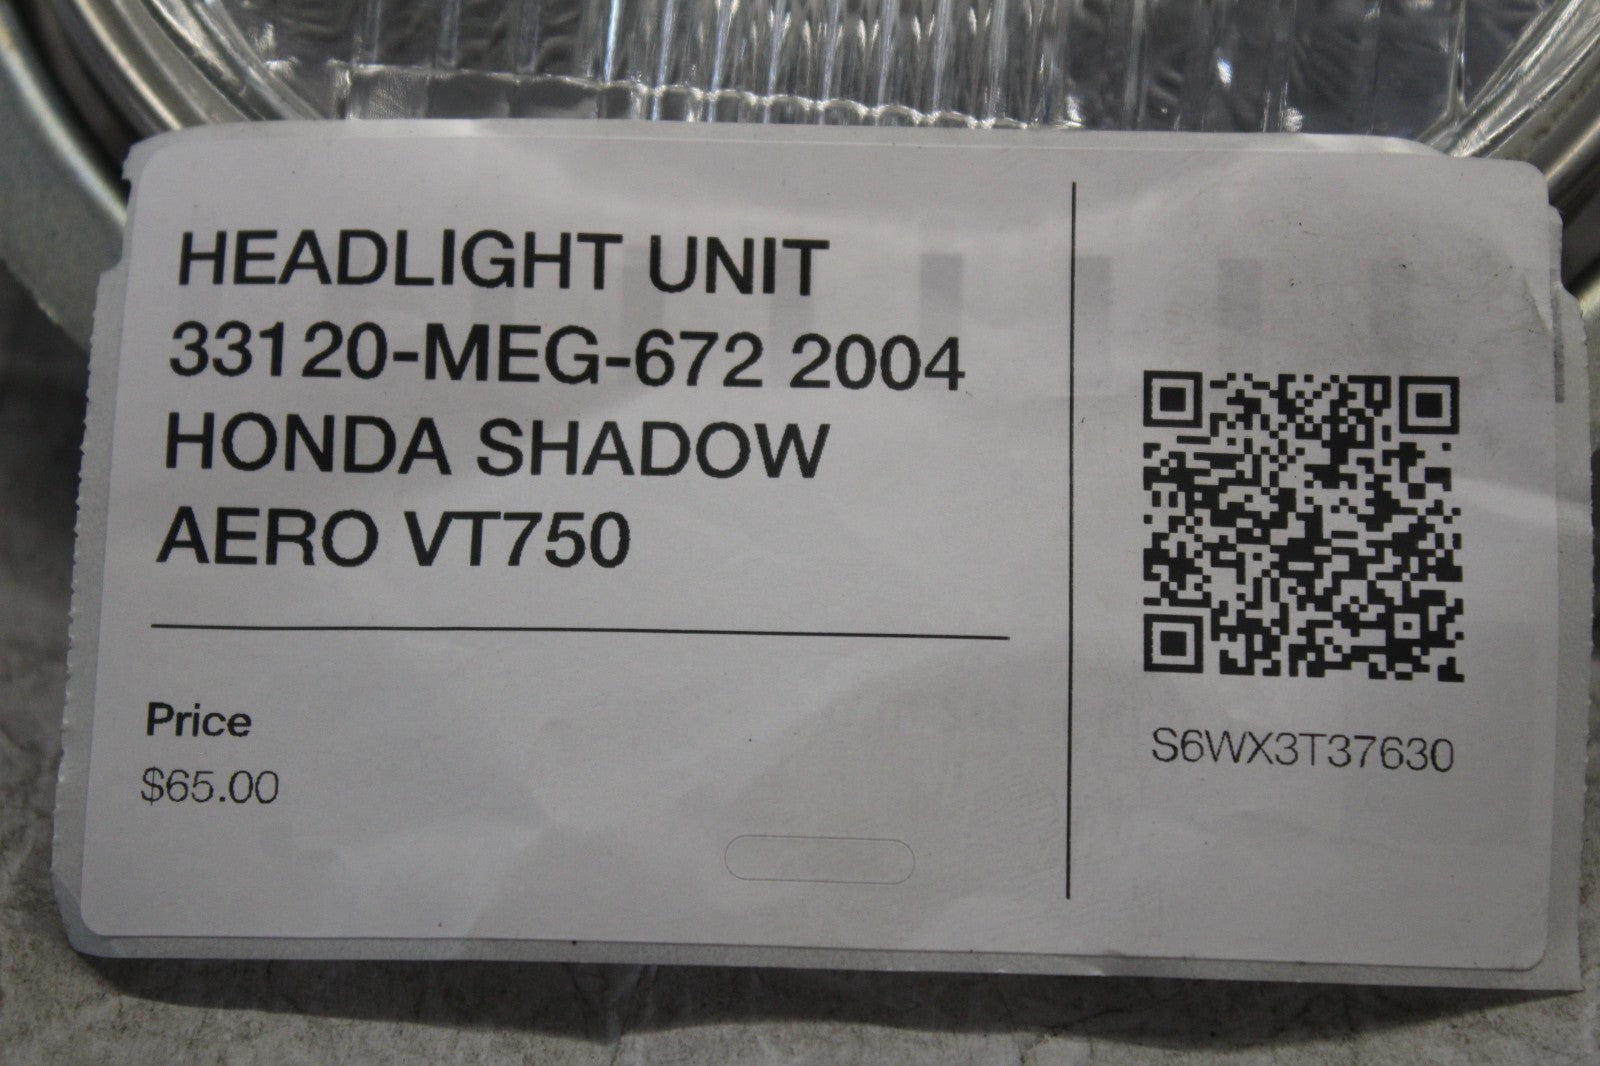 HEADLIGHT UNIT
33120-MEG-672 2004
HONDA SHADOW
AERO VT750
Price
$65.00
S6WX3T37630